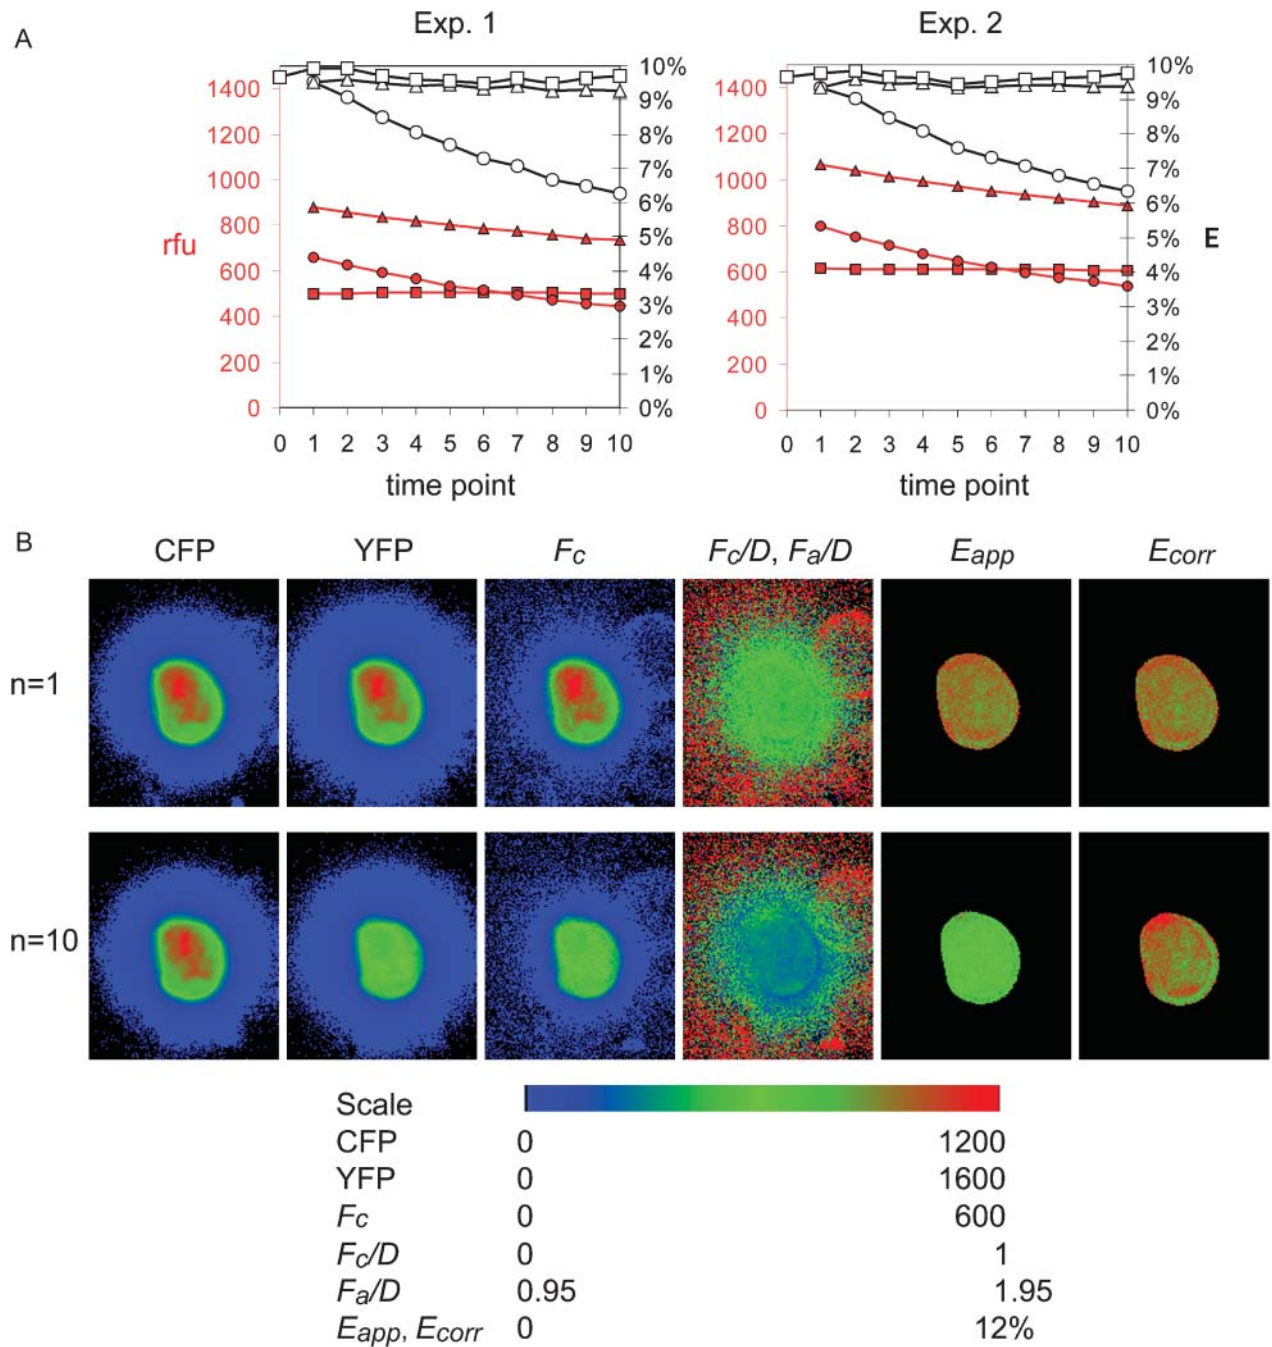 A
Exp. 1
Exp. 2
1400
1200
1000
800
600
400
200
0
rfu
10%
9%
8%
7%
6%
5%
4%
3%
2%
1%
0%
0 1 2 3 4 5 6 7 8 9 10
time point
1400
1200
1000
800
600
400
200
0
10%
9%
8%
7%
6%
5%
4%
3%
2%
1%
0%
E
0 1 2 3 4 5 6 7 8 9 10
time point
B
CFP YFP Fc Fc/D, Fa/D Eapp Ecorr
n=1
n=10
Scale
CFP 0 1200
YFP 0 1600
Fc 0 600
Fc/D 0 1
Fa/D 0.95 1.95
Eapp, Ecorr 0 12%